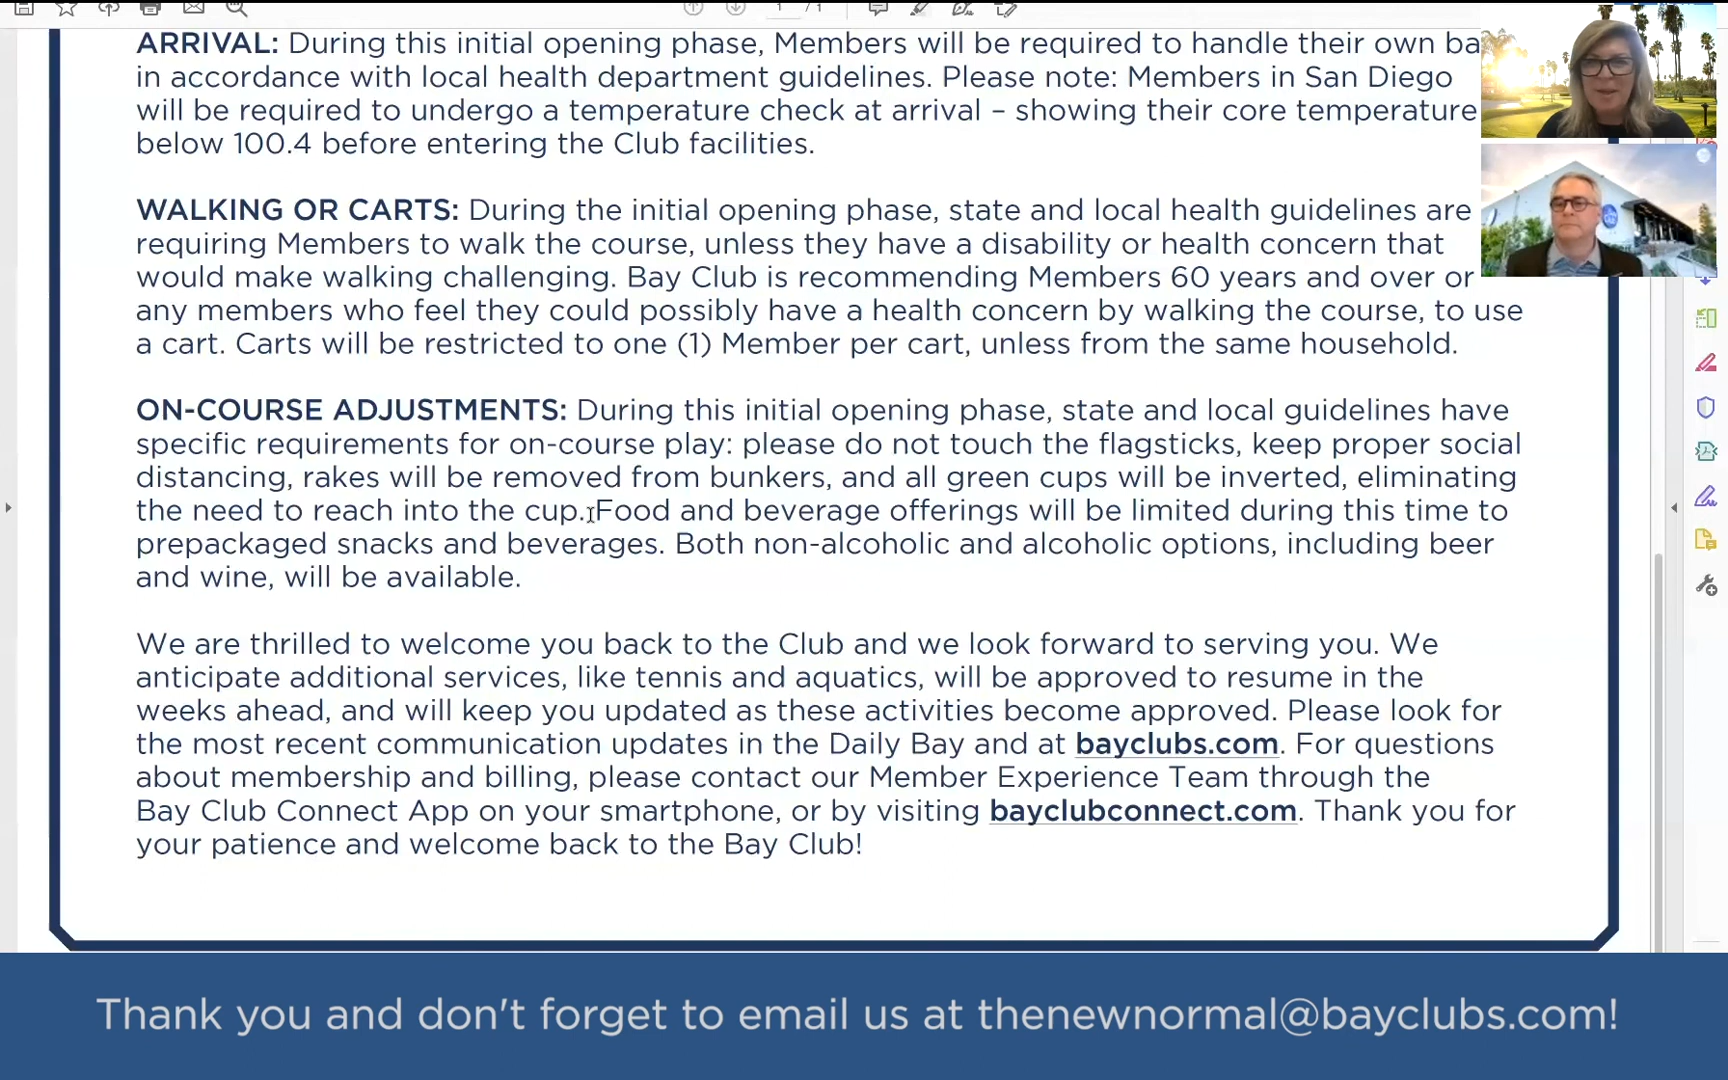 1 / 1
ARRIVAL: During this initial opening phase, Members will be required to handle their own
in accordance with local health department guidelines. Please note: Members in San Diego
will be required to undergo a temperature check at arrival – showing their core temperature
below 100.4 before entering the Club facilities.
WALKING OR CARTS: During the initial opening phase, state and local health guidelines are
requiring Members to walk the course, unless they have a disability or health concern that
would make walking challenging. Bay Club is recommending Members 60 years and over or
any members who feel they could possibly have a health concern by walking the course, to use
a cart. Carts will be restricted to one (1) Member per cart, unless from the same household.
ON-COURSE ADJUSTMENTS: During this initial opening phase, state and local guidelines have
specific requirements for on-course play: please do not touch the flagsticks, keep proper social
distancing, rakes will be removed from bunkers, and all green cups will be inverted, eliminating
the need to reach into the cup. Food and beverage offerings will be limited during this time to
prepackaged snacks and beverages. Both non-alcoholic and alcoholic options, including beer
and wine, will be available.
We are thrilled to welcome you back to the Club and we look forward to serving you. We
anticipate additional services, like tennis and aquatics, will be approved to resume in the
weeks ahead, and will keep you updated as these activities become approved. Please look for
the most recent communication updates in the Daily Bay and at bayclubs.com. For questions
about membership and billing, please contact our Member Experience Team through the
Bay Club Connect App on your smartphone, or by visiting bayclubconnect.com. Thank you for
your patience and welcome back to the Bay Club!
Thank you and don't forget to email us at thenewnormal@bayclubs.com!